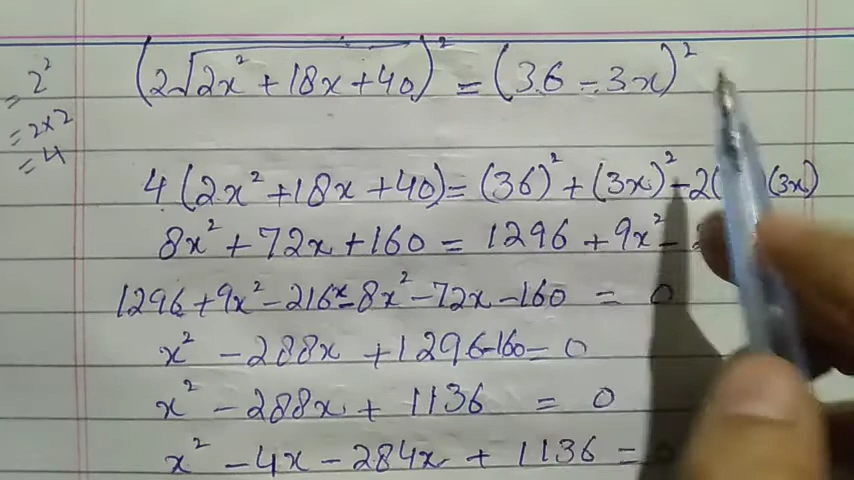 2²
= 2×2
= 4
(2√2x² + 18x + 40)² = (36 - 3x)²
4(2x² + 18x + 40) = (36)² + (3x)² - 2( (3x)
8x² + 72x + 160 = 1296 + 9x² -
1296 + 9x² - 216x - 8x² - 72x - 160 = 0
x² - 288x + 1296 - 160 = 0
x² - 288x + 1136 = 0
x² - 4x - 284x + 1136 =